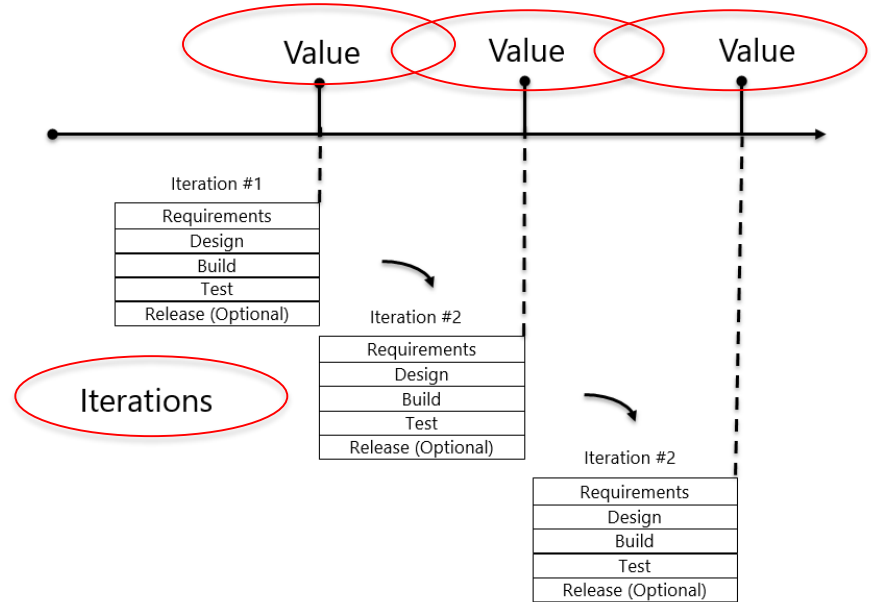 Value
Value
Value
Iteration #1
Requirements
Design
Build
Test
Release (Optional)
Iteration #2
Requirements
Design
Build
Test
Release (Optional)
Iterations
Iteration #2
Requirements
Design
Build
Test
Release (Optional)